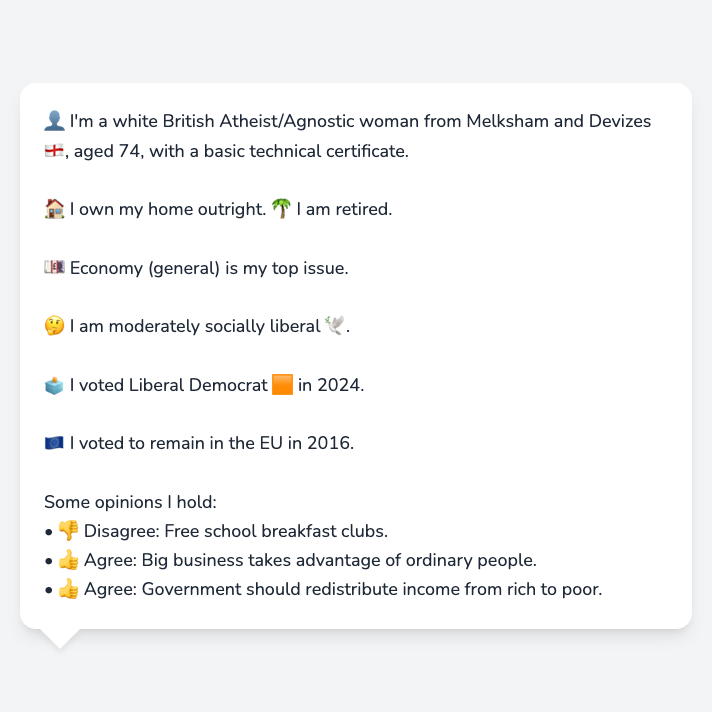 👤 I'm a white British Atheist/Agnostic woman from Melksham and Devizes
🏴󠁧󠁢󠁥󠁮󠁧󠁿, aged 74, with a basic technical certificate.
🏠 I own my home outright. 🌴 I am retired.
💷 Economy (general) is my top issue.
🤔 I am moderately socially liberal 🕊️.
🗳️ I voted Liberal Democrat 🟧 in 2024.
🇪🇺 I voted to remain in the EU in 2016.
Some opinions I hold:
• 👎 Disagree: Free school breakfast clubs.
• 👍 Agree: Big business takes advantage of ordinary people.
• 👍 Agree: Government should redistribute income from rich to poor.